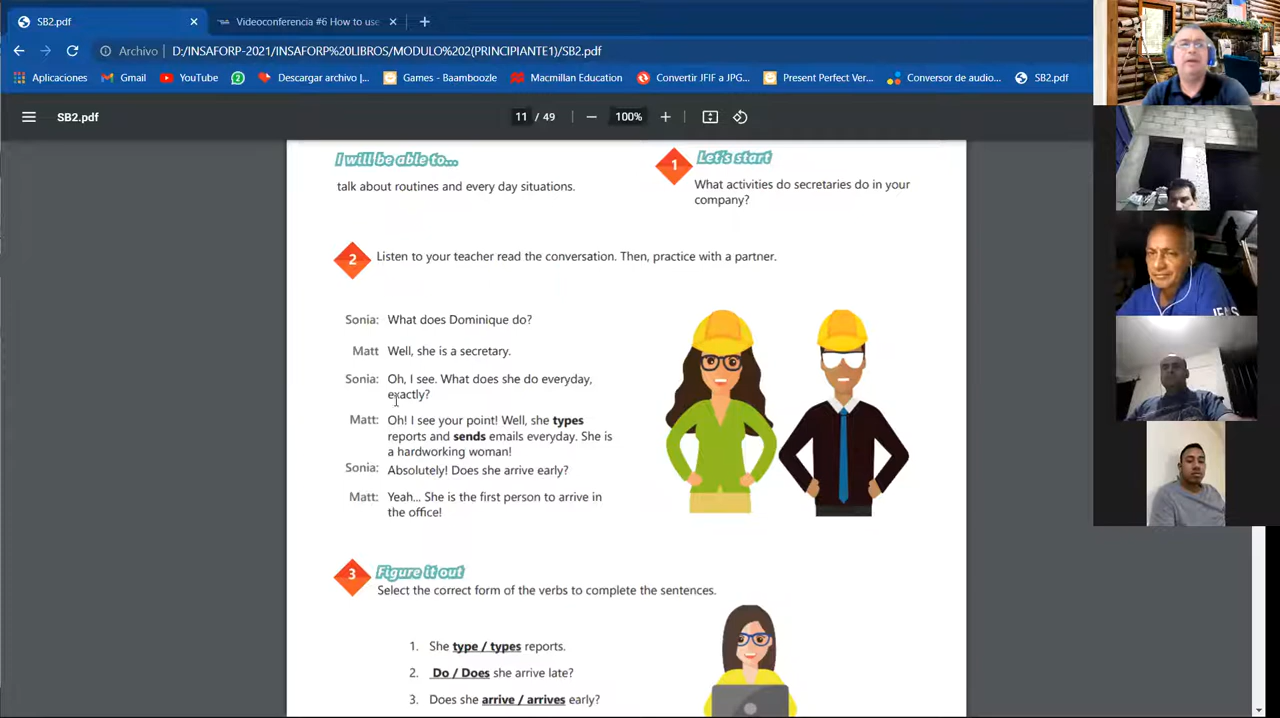 SB2.pdf
Videoconferencia #6 How to use
Archivo
D:/INSAFORP-2021/INSAFORP%20LIBROS/MODULO%202(PRINCIPIANTE1)/SB2.pdf
Aplicaciones
Gmail
YouTube
Descargar archivo |...
Games - Baamboo...
Macmillan Education
Convertir JFIF a JPG...
Present Perfect Ver...
Conversor de audio...
SB2.pdf
SB2.pdf
11 / 49
100%
I will be able to...
talk about routines and every day situations.
1
Let's start
What activities do secretaries do in your
company?
2
Listen to your teacher read the conversation. Then, practice with a partner.
Sonia: What does Dominique do?
Matt Well, she is a secretary.
Sonia: Oh, I see. What does she do everyday,
exactly?
Matt: Oh! I see your point! Well, she types
reports and sends emails everyday. She is
a hardworking woman!
Sonia: Absolutely! Does she arrive early?
Matt: Yeah... She is the first person to arrive in
the office!
3
Figure it out
Select the correct form of the verbs to complete the sentences.
1. She type / types reports.
2. Do / Does she arrive late?
3. Does she arrive / arrives early?